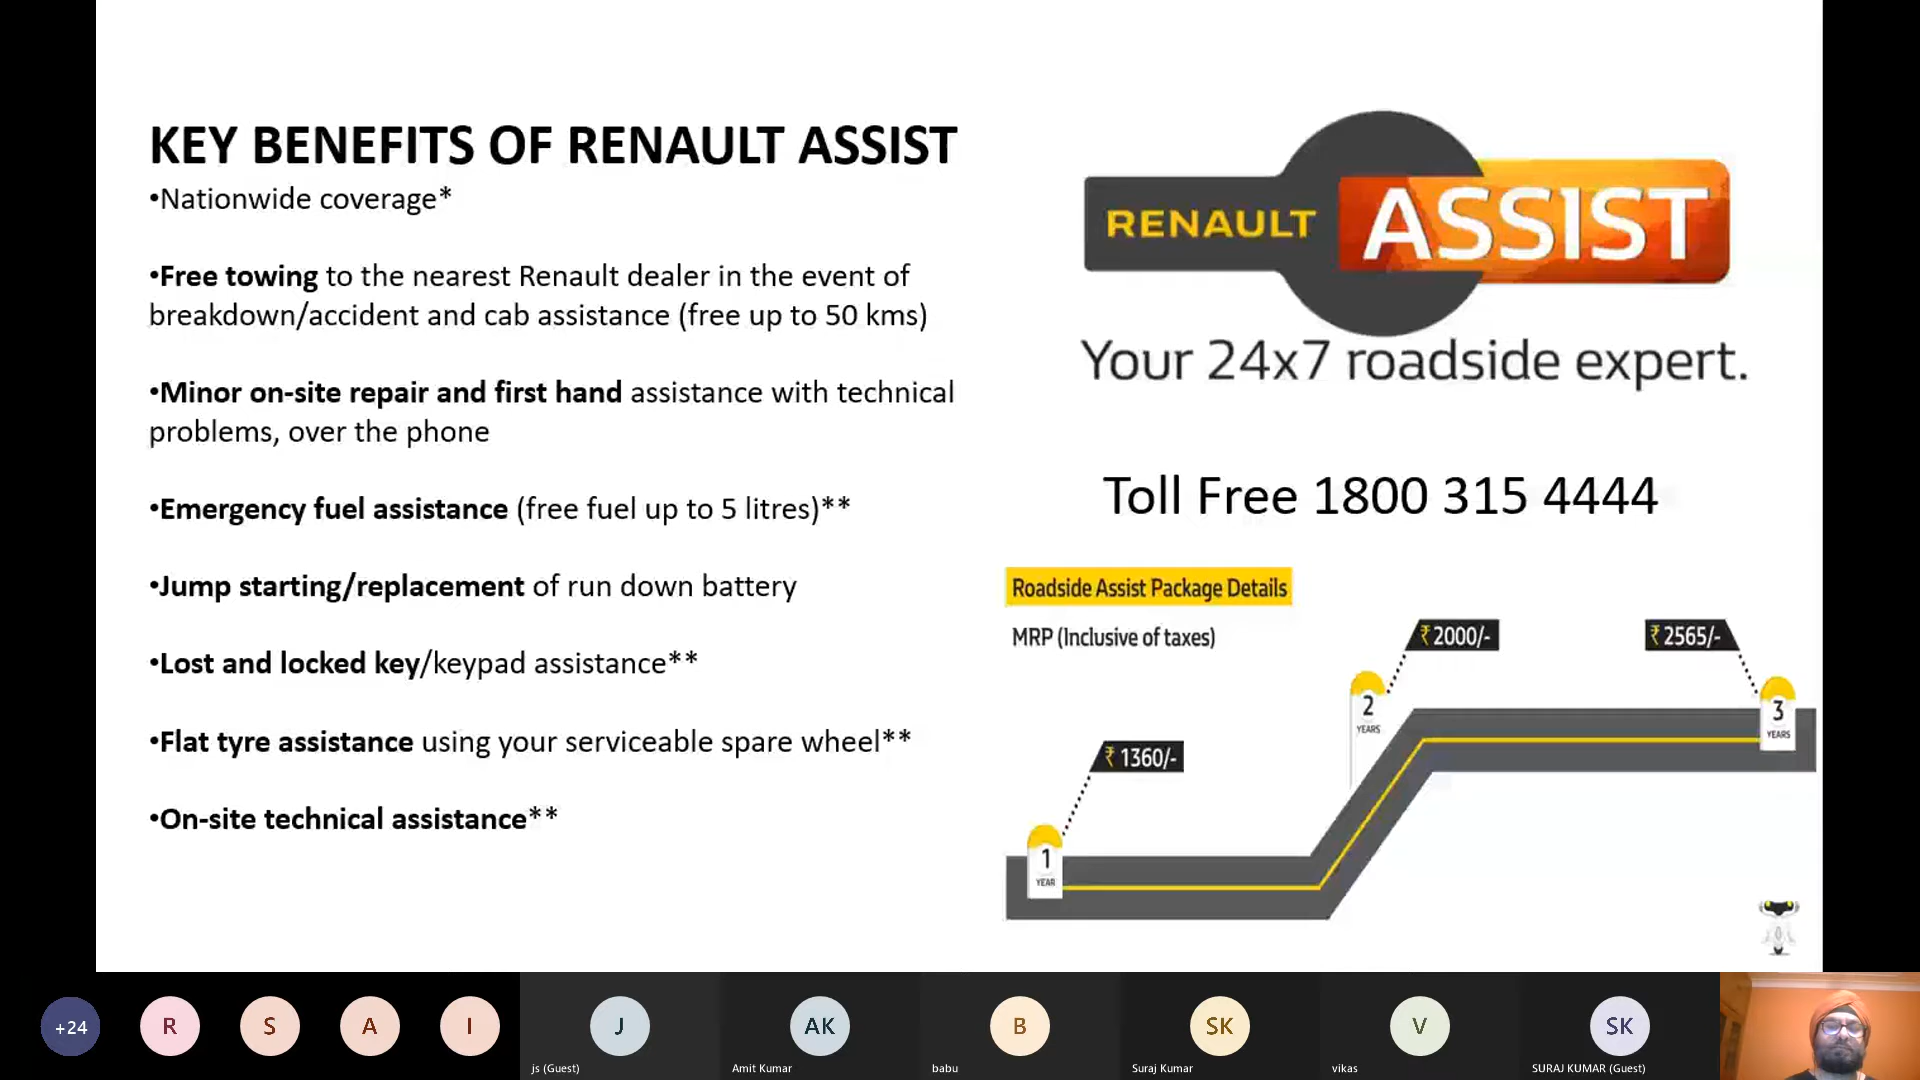 KEY BENEFITS OF RENAULT ASSIST
•Nationwide coverage*
•Free towing to the nearest Renault dealer in the event of
breakdown/accident and cab assistance (free up to 50 kms)
•Minor on-site repair and first hand assistance with technical
problems, over the phone
•Emergency fuel assistance (free fuel up to 5 litres)**
•Jump starting/replacement of run down battery
•Lost and locked key/keypad assistance**
•Flat tyre assistance using your serviceable spare wheel**
•On-site technical assistance**
RENAULT ASSIST
Your 24x7 roadside expert.
Toll Free 1800 315 4444
Roadside Assist Package Details
MRP (Inclusive of taxes)
₹ 2000/-
₹ 2565/-
2
YEARS
3
YEARS
₹ 1360/-
1
YEAR
+24
R
S
A
I
J
AK
B
SK
V
SK
js (Guest)
Amit Kumar
babu
Suraj Kumar
vikas
SURAJ KUMAR (Guest)